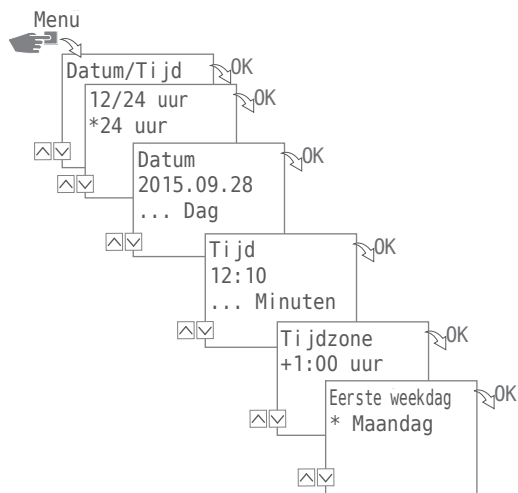 Menu
Datum/Tijd
OK
12/24 uur
*24 uur
OK
Datum
2015.09.28
... Dag
OK
Tijd
12:10
... Minuten
OK
Tijdzone
+1:00 uur
OK
Eerste weekdag
* Maandag
OK